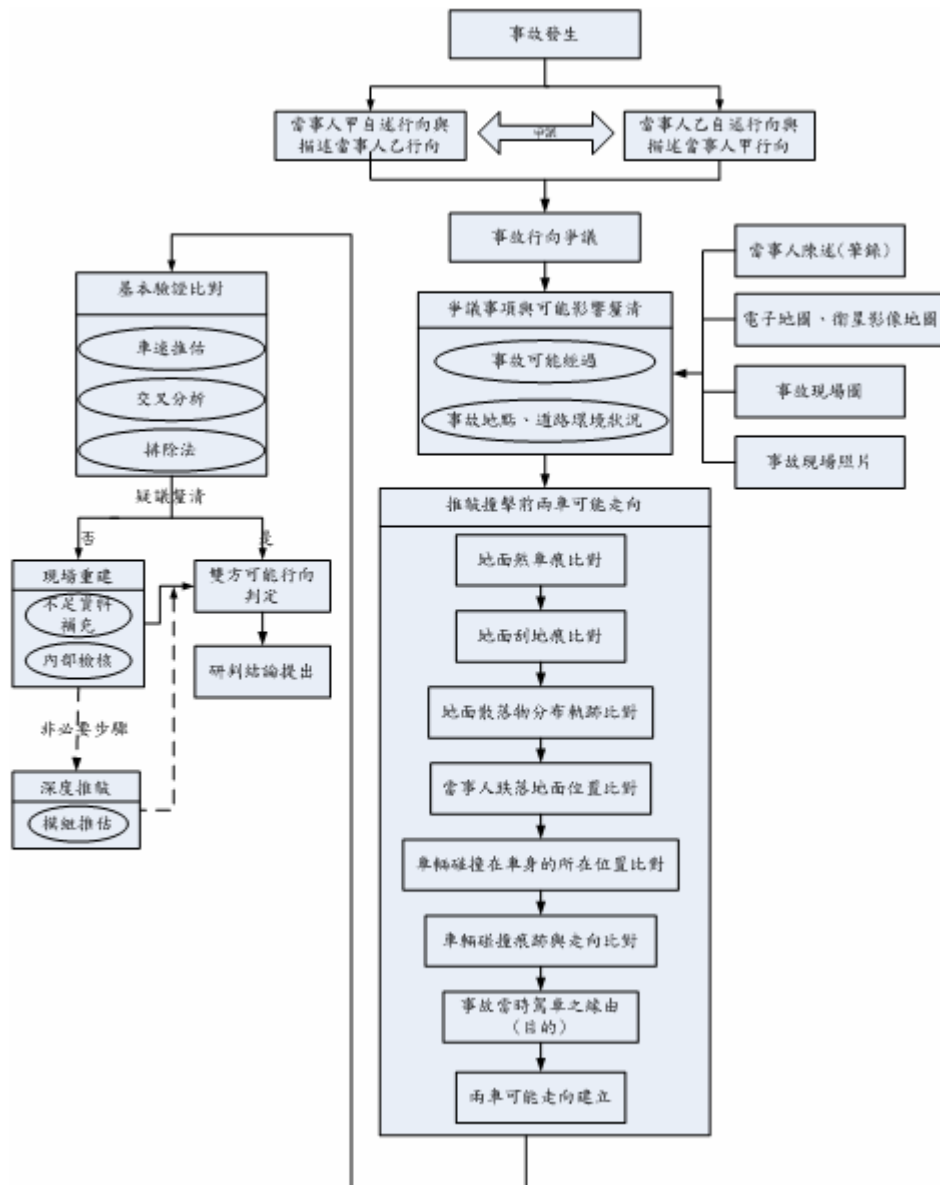 事故發生
當事人甲自述行向與
描述當事人乙行向
爭議
當事人乙自述行向與
描述當事人甲行向
事故行向爭議
爭議事項與可能影響釐清
事故可能經過
事故地點、道路環境狀況
當事人陳述(筆錄)
電子地圖、衛星影像地圖
事故現場圖
事故現場照片
推敲撞擊前兩車可能走向
地面煞車痕比對
地面刮地痕比對
地面散落物分布軌跡比對
當事人跌落地面位置比對
車輛碰撞在車身的所在位置比對
車輛碰撞痕跡與走向比對
事故當時駕車之緣由
(目的)
兩車可能走向建立
基本驗證比對
車速推估
交叉分析
排除法
疑議釐清
否
是
現場重建
不足資料
補充
內部檢核
雙方可能行向
判定
研判結論提出
非必要步驟
深度推敲
模組推估